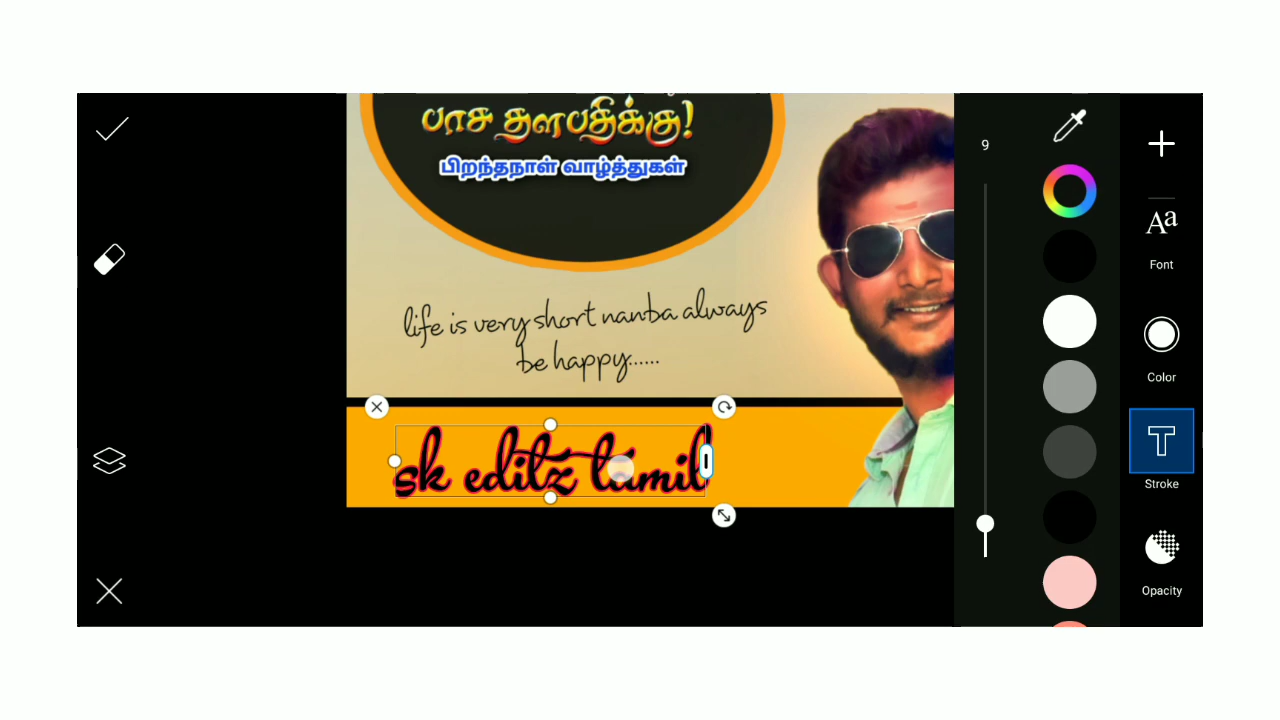 பாச தளபதிக்கு!
பிறந்தநாள் வாழ்த்துகள்
life is very short nanba always
be happy......
sk editz tamil
9
Aa
Font
Color
T
Stroke
Opacity